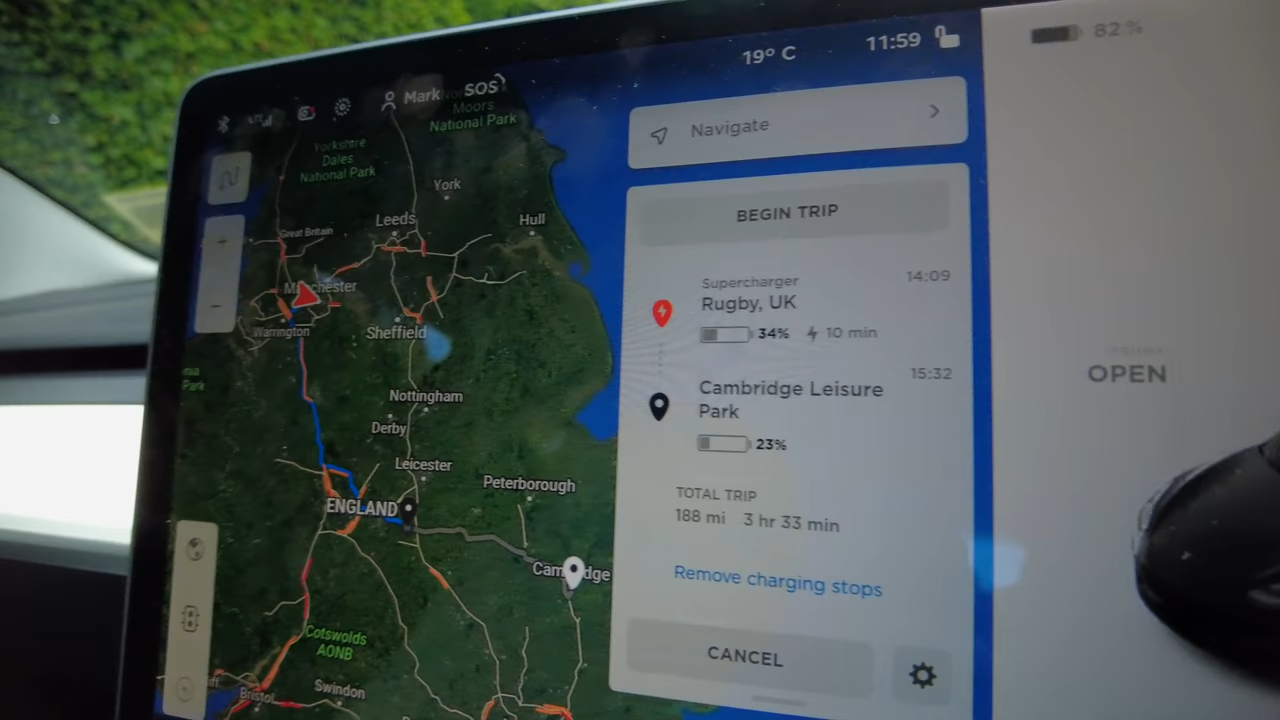 19° C
11:59
82%
LTE
Mark
SOS
Navigate
Moors
National Park
Yorkshire
Dales
National Park
York
Leeds
Hull
Great Britain
Manchester
Warrington
Sheffield
Park
Nottingham
Derby
Leicester
Peterborough
ENGLAND
Cambridge
Cotswolds
AONB
Bristol
Swindon
BEGIN TRIP
Supercharger
14:09
Rugby, UK
34% 10 min
15:32
Cambridge Leisure
Park
23%
TOTAL TRIP
188 mi 3 hr 33 min
Remove charging stops
CANCEL
OPEN